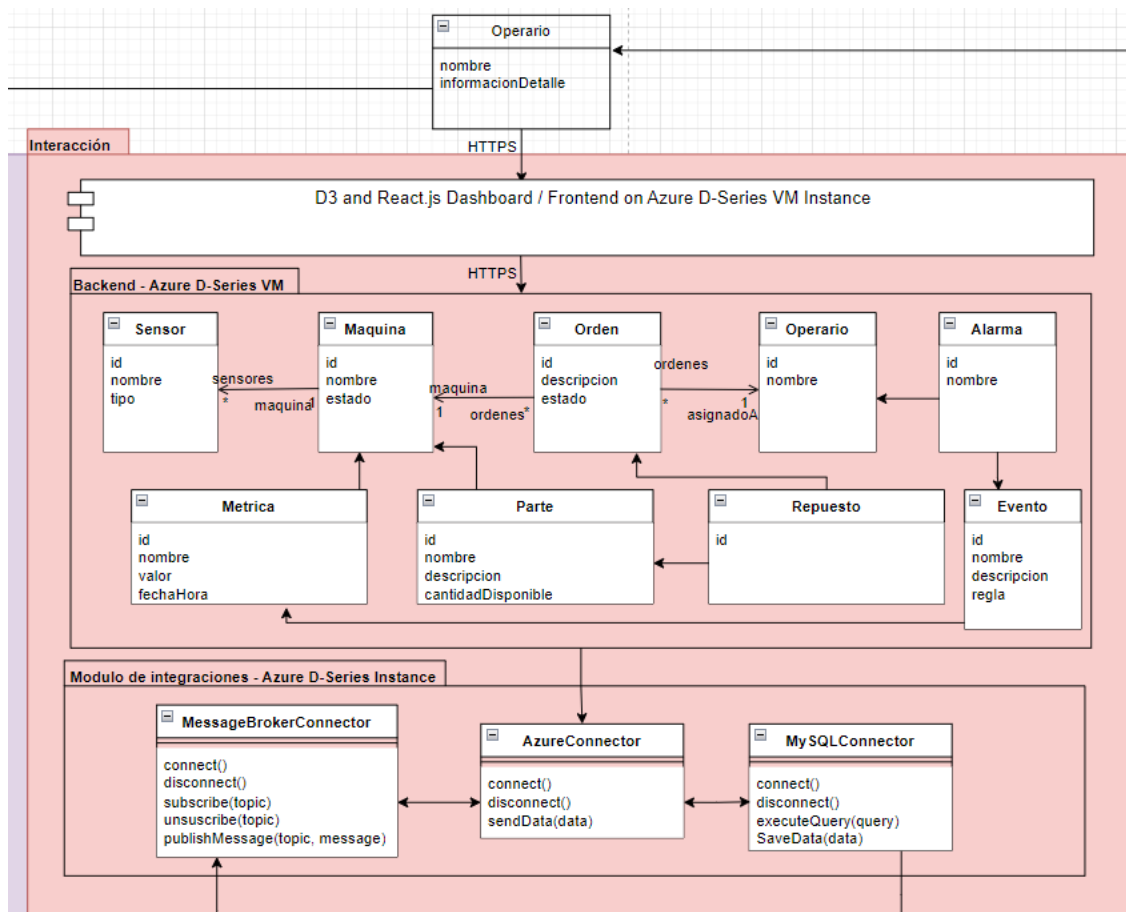 Operario
nombre
informacionDetalle
Interacción
HTTPS
D3 and React.js Dashboard / Frontend on Azure D-Series VM Instance
HTTPS
Backend - Azure D-Series VM
Sensor
id
nombre
tipo
sensores
*
maquina
1
Maquina
id
nombre
estado
maquina
1
ordenes
*
Orden
id
descripcion
estado
ordenes
*
1
asignadoA
Operario
id
nombre
Alarma
id
nombre
Metrica
id
nombre
valor
fechaHora
Parte
id
nombre
descripcion
cantidadDisponible
Repuesto
id
Evento
id
nombre
descripcion
regla
Modulo de integraciones - Azure D-Series Instance
MessageBrokerConnector
connect()
disconnect()
subscribe(topic)
unsuscribe(topic)
publishMessage(topic, message)
AzureConnector
connect()
disconnect()
sendData(data)
MySQLConnector
connect()
disconnect()
executeQuery(query)
SaveData(data)